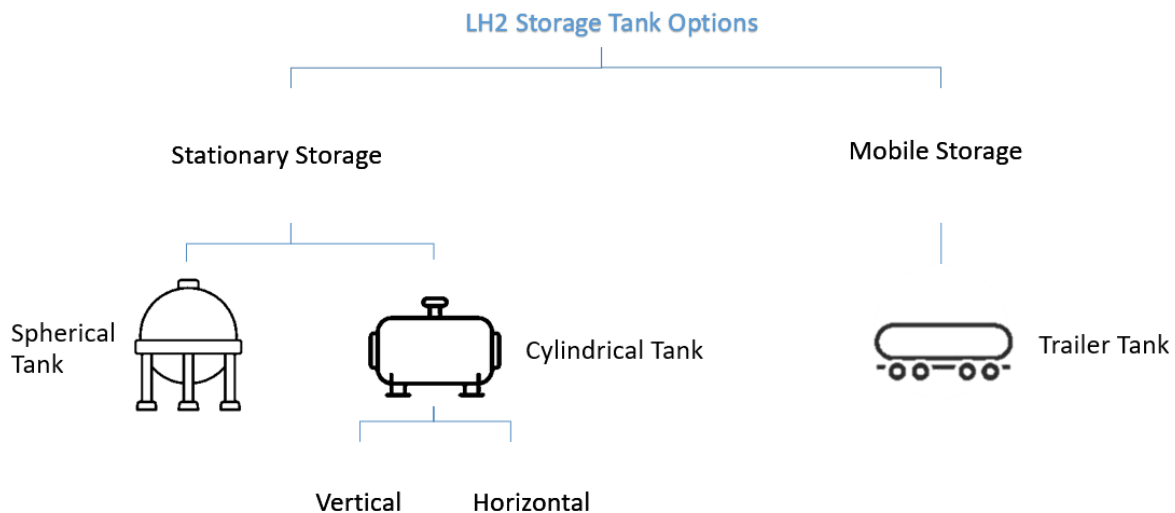 LH2 Storage Tank Options
Stationary Storage
Mobile Storage
Spherical
Tank
Cylindrical Tank
Trailer Tank
Vertical
Horizontal